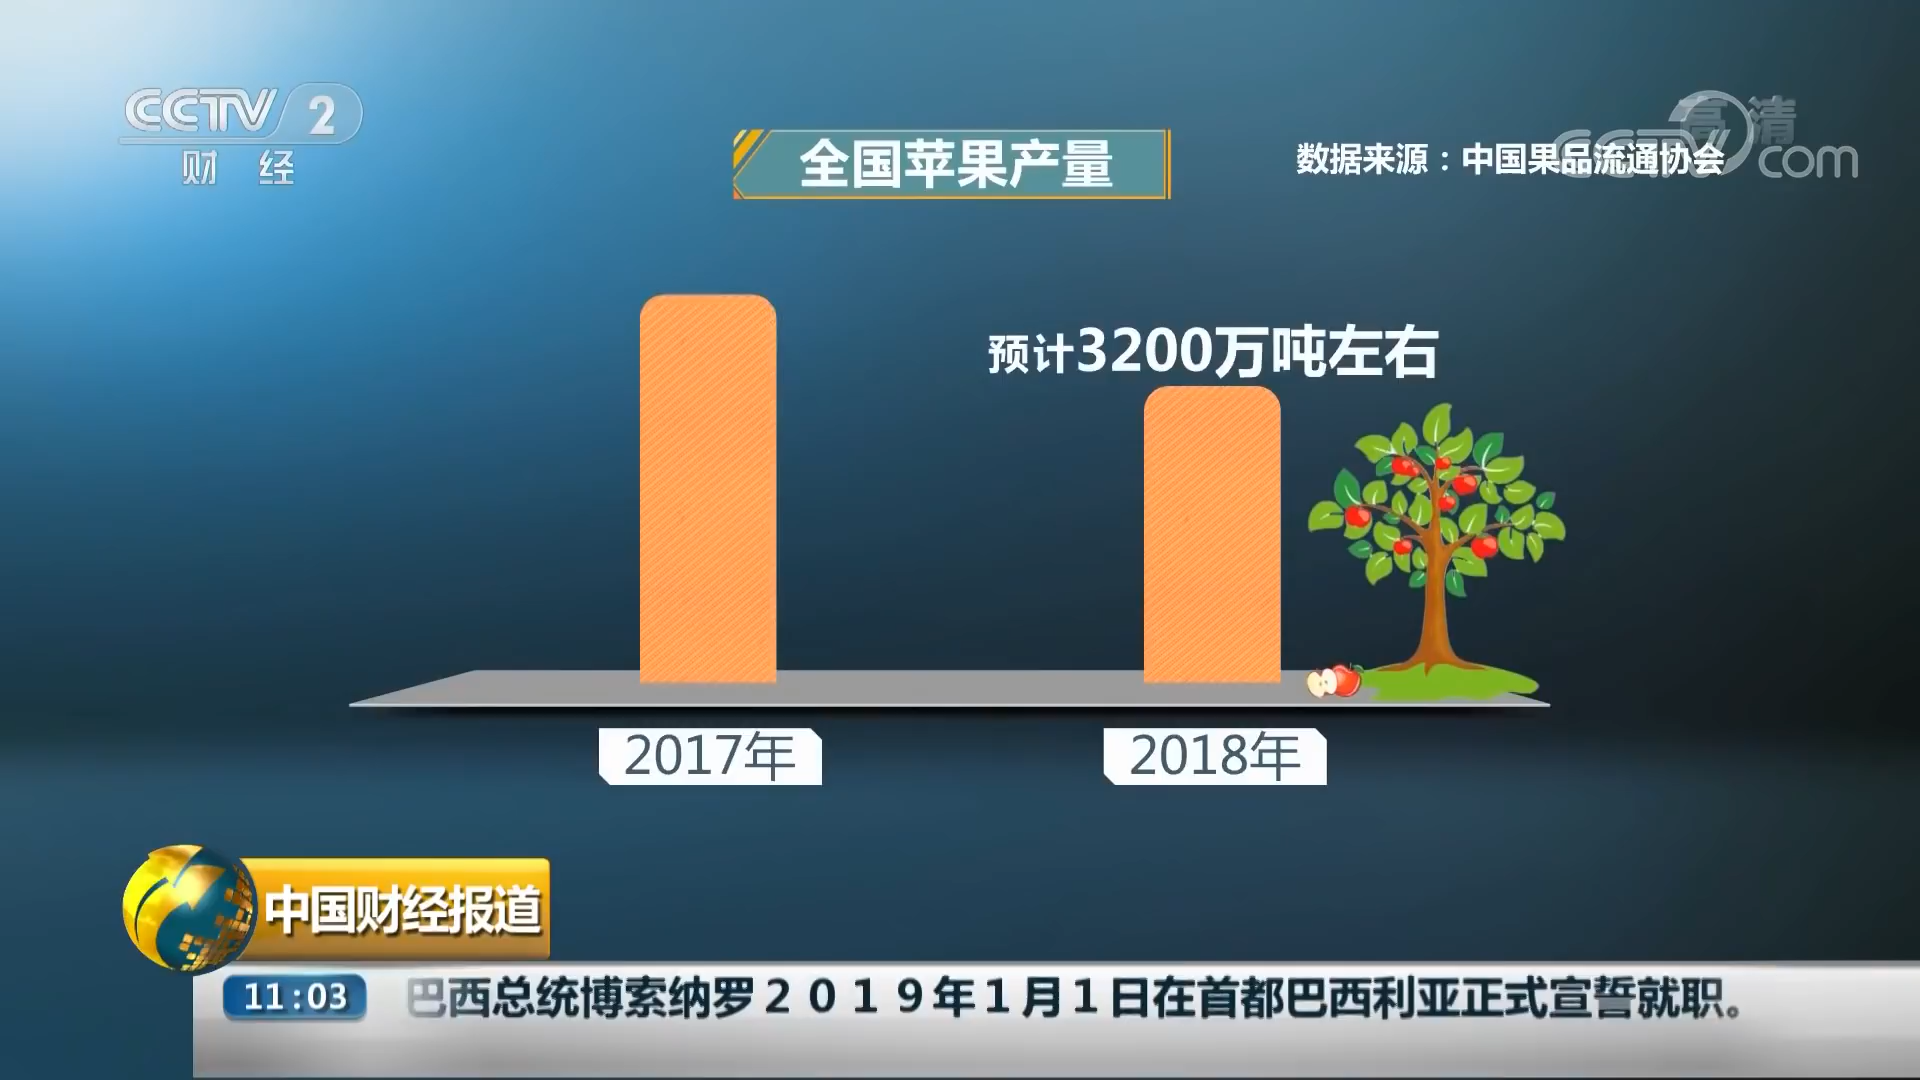 CCTV 2
财 经
高清
CCTV com
全国苹果产量
数据来源：中国果品流通协会
预计3200万吨左右
2017年
2018年
中国财经报道
11:03
巴西总统博索纳罗２０１９年１月１日在首都巴西利亚正式宣誓就职。